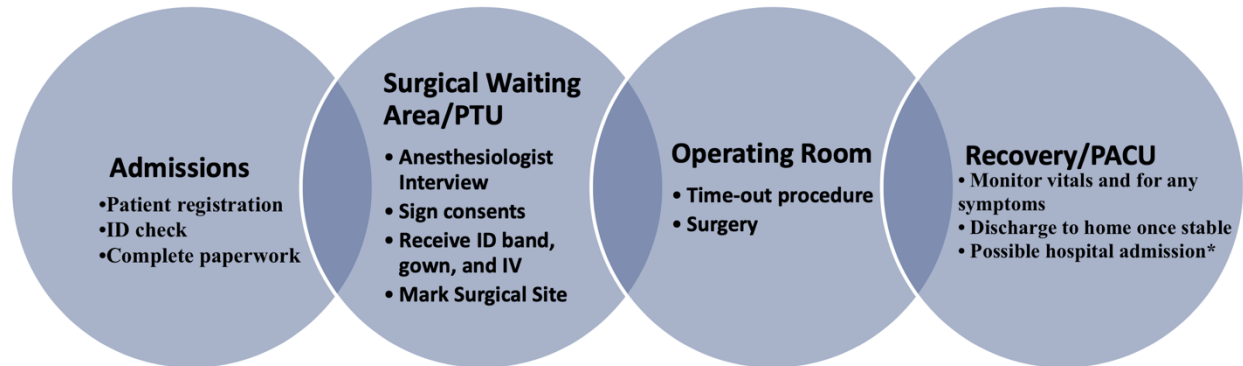 Admissions
•Patient registration
•ID check
•Complete paperwork
Surgical Waiting
Area/PTU
• Anesthesiologist
Interview
• Sign consents
• Receive ID band,
gown, and IV
• Mark Surgical Site
Operating Room
• Time-out procedure
• Surgery
Recovery/PACU
• Monitor vitals and for any
symptoms
• Discharge to home once stable
• Possible hospital admission*